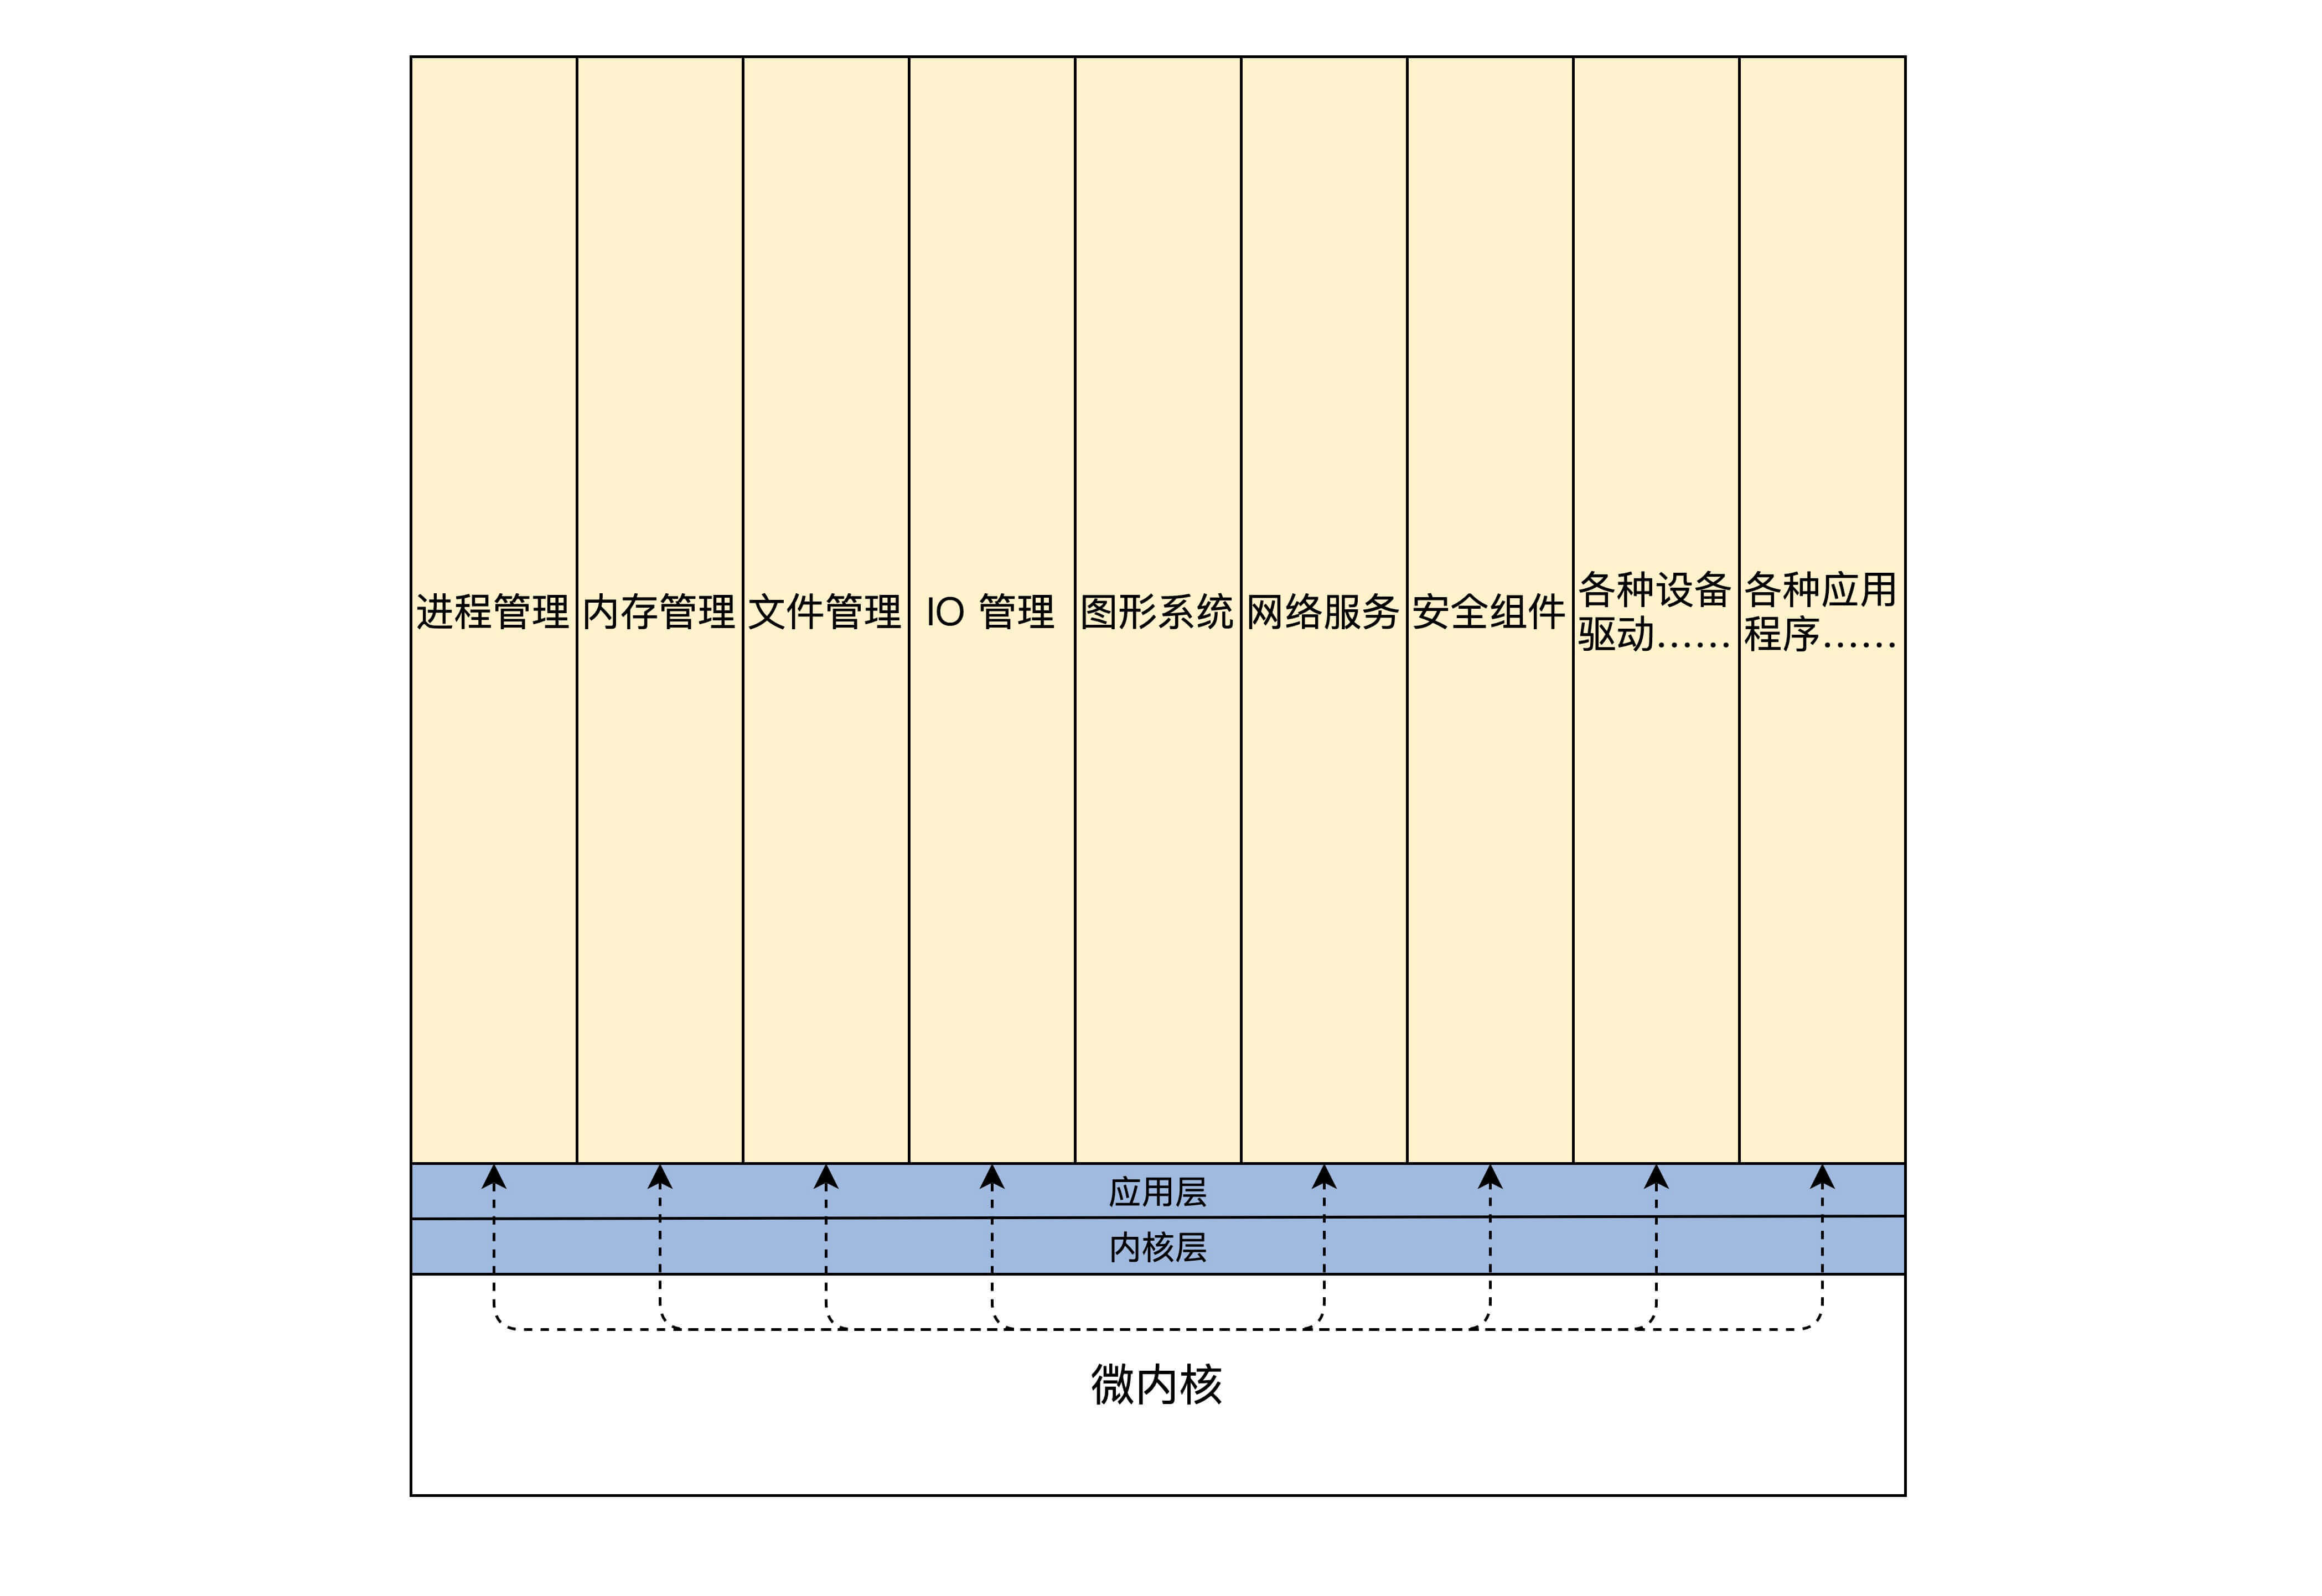 进程管理
内存管理
文件管理
IO 管理
图形系统
网络服务
安全组件
各种设备
驱动……
各种应用
程序……
应用层
内核层
微内核